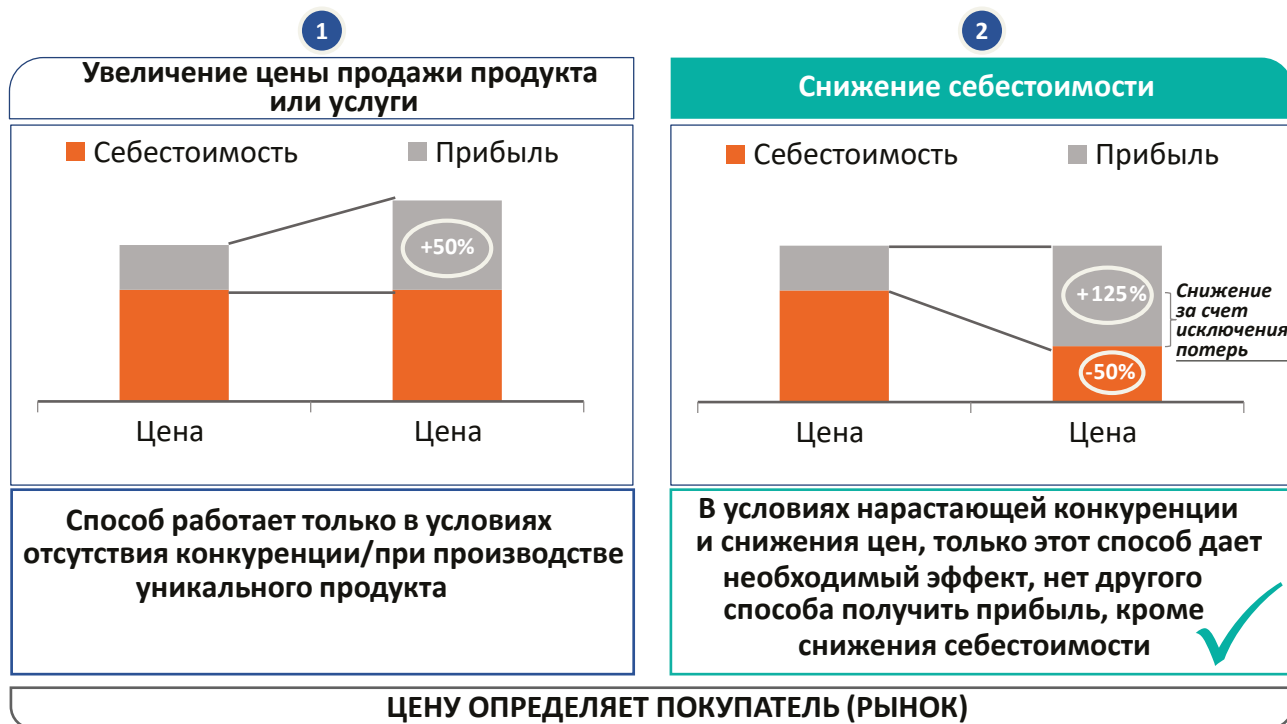 1
Увеличение цены продажи продукта
или услуги
Себестоимость
Прибыль
+50%
Цена
Цена
Способ работает только в условиях
отсутствия конкуренции/при производстве
уникального продукта
2
Снижение себестоимости
Себестоимость
Прибыль
+125%
-50%
Снижение
за счет
исключения
потерь
Цена
Цена
В условиях нарастающей конкуренции
и снижения цен, только этот способ дает
необходимый эффект, нет другого
способа получить прибыль, кроме
снижения себестоимости
ЦЕНУ ОПРЕДЕЛЯЕТ ПОКУПАТЕЛЬ (РЫНОК)